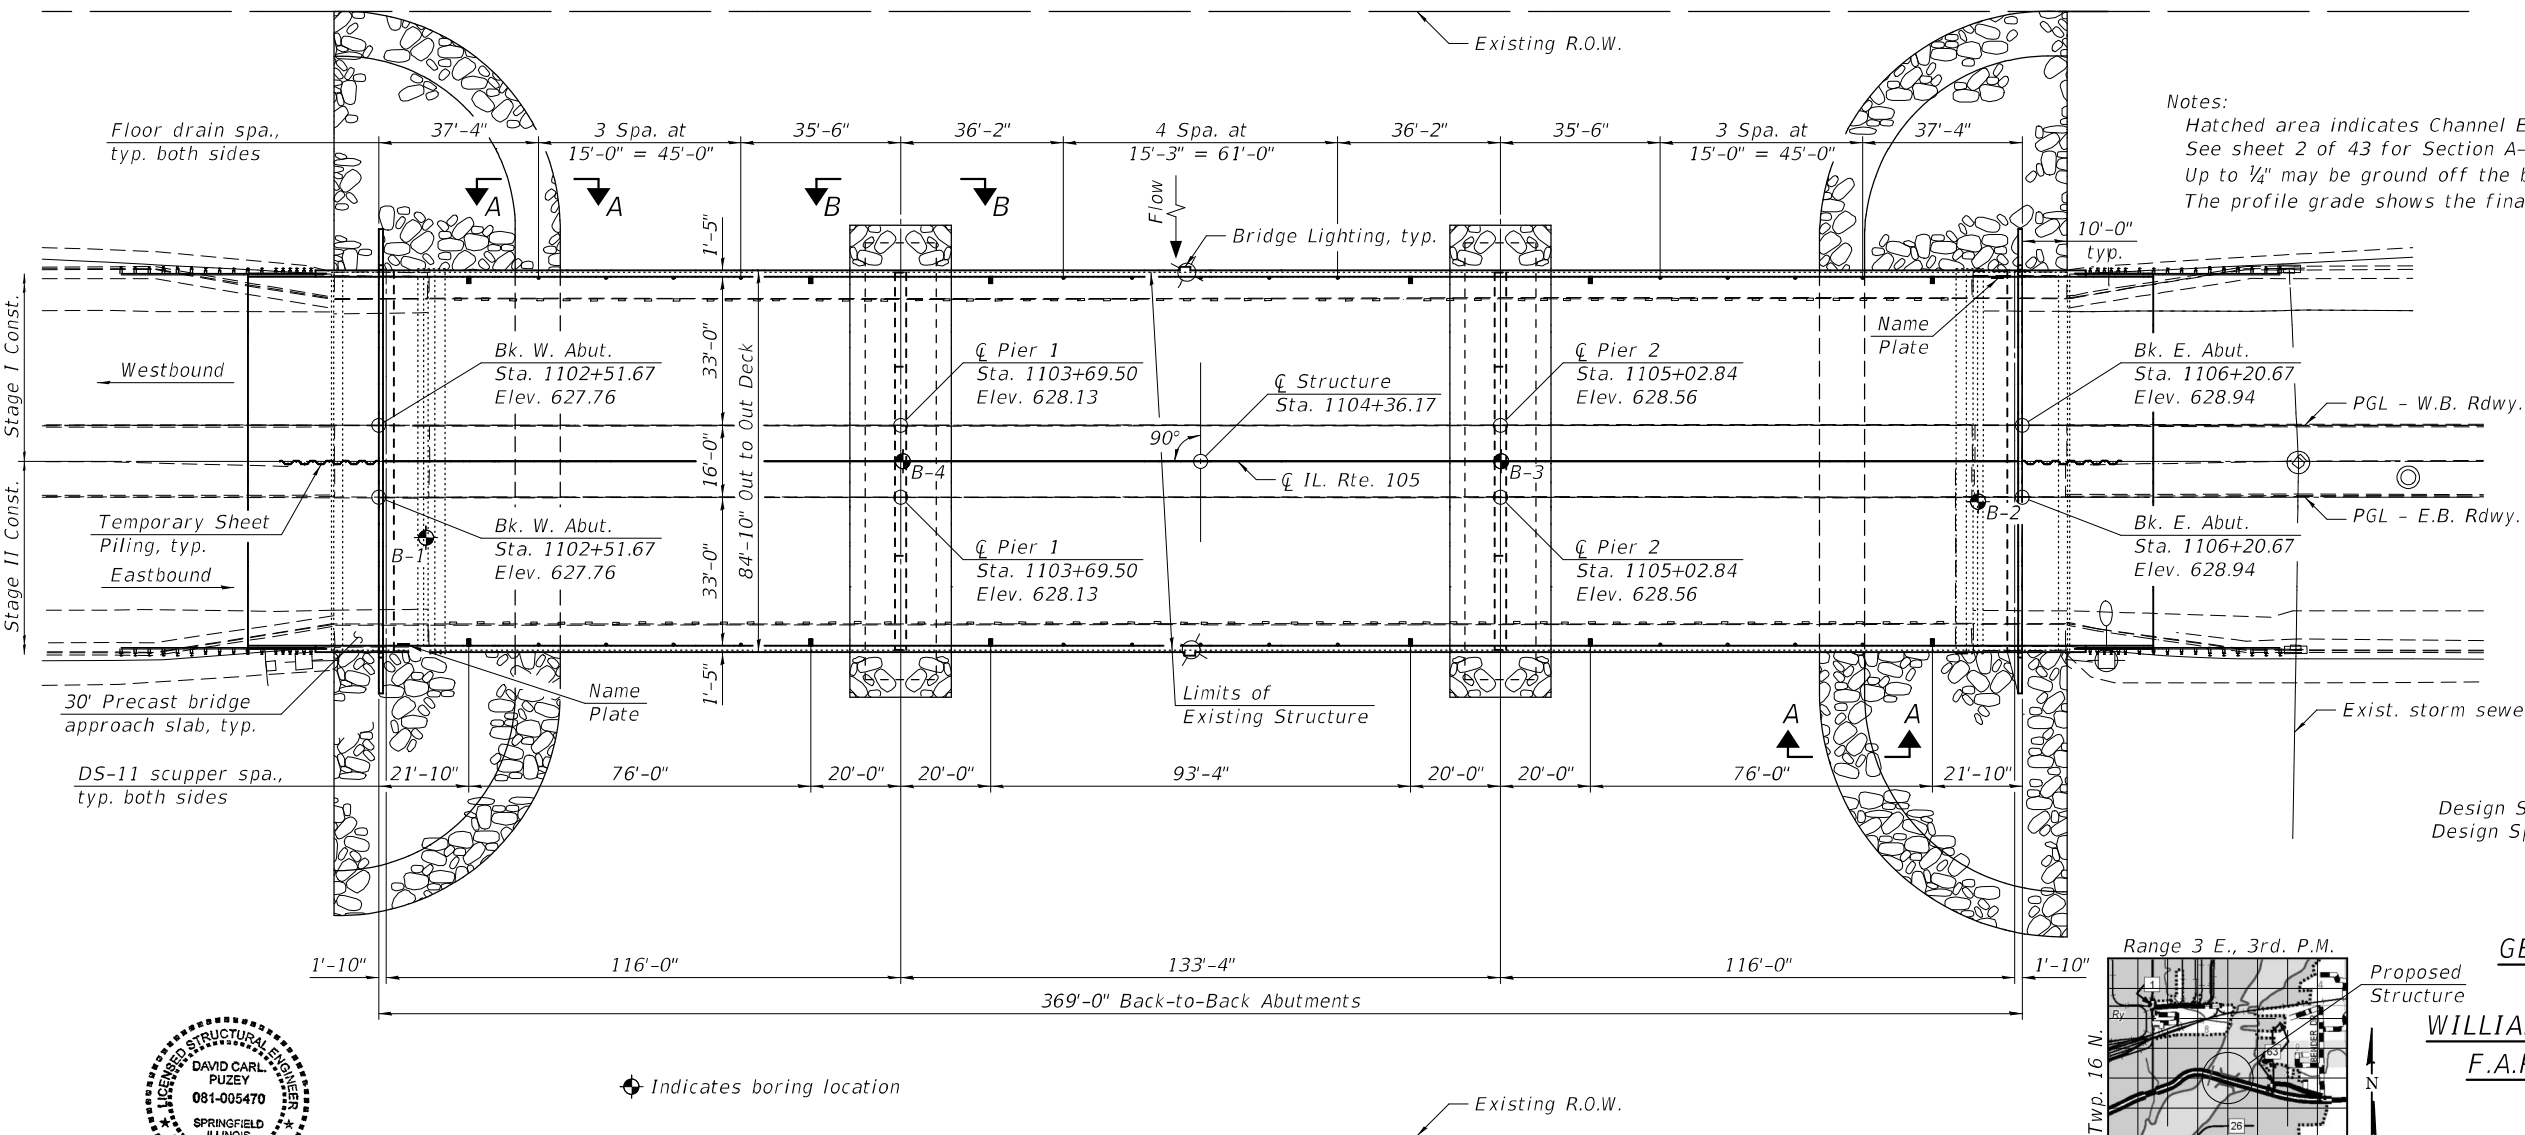 Existing R.O.W.
Notes:
Hatched area indicates Channel E
See sheet 2 of 43 for Section A-
Up to ¼" may be ground off the b
The profile grade shows the fina
Floor drain spa.,
typ. both sides
37'-4"
3 Spa. at
15'-0" = 45'-0"
35'-6"
36'-2"
4 Spa. at
15'-3" = 61'-0"
36'-2"
35'-6"
3 Spa. at
15'-0" = 45'-0"
37'-4"
A
A
B
B
Flow
1'-5"
Bridge Lighting, typ.
10'-0"
typ.
Stage I Const.
Westbound
Bk. W. Abut.
Sta. 1102+51.67
Elev. 627.76
33'-0"
84'-10" Out to Out Deck
℄ Pier 1
Sta. 1103+69.50
Elev. 628.13
℄ Structure
Sta. 1104+36.17
℄ Pier 2
Sta. 1105+02.84
Elev. 628.56
Name
Plate
Bk. E. Abut.
Sta. 1106+20.67
Elev. 628.94
PGL - W.B. Rdwy.
90°
16'-0"
B-4
℄ IL. Rte. 105
B-3
B-2
Stage II Const.
Temporary Sheet
Piling, typ.
B-1
Eastbound
Bk. W. Abut.
Sta. 1102+51.67
Elev. 627.76
33'-0"
℄ Pier 1
Sta. 1103+69.50
Elev. 628.13
℄ Pier 2
Sta. 1105+02.84
Elev. 628.56
Bk. E. Abut.
Sta. 1106+20.67
Elev. 628.94
PGL - E.B. Rdwy.
30' Precast bridge
approach slab, typ.
Name
Plate
1'-5"
Limits of
Existing Structure
A
A
Exist. storm sewe
DS-11 scupper spa.,
typ. both sides
21'-10"
76'-0"
20'-0"
20'-0"
93'-4"
20'-0"
20'-0"
76'-0"
21'-10"
Design S
Design Sp
1'-10"
116'-0"
133'-4"
116'-0"
1'-10"
369'-0" Back-to-Back Abutments
Range 3 E., 3rd. P.M.
Proposed
Structure
Twp. 16 N.
1
Ry
8
4
63
26
N
GE
WILLIA
F.A.P
LICENSED STRUCTURAL ENGINEER
DAVID CARL.
PUZEY
081-005470
SPRINGFIELD
ILLINOIS
Indicates boring location
Existing R.O.W.